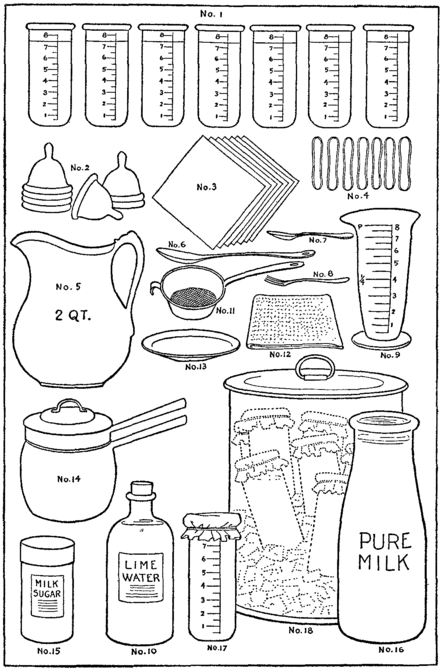 No. 1
8 8 8 8 8 8 8
7 7 7 7 7 7 7
6 6 6 6 6 6 6
5 5 5 5 5 5 5
4 4 4 4 4 4 4
3 3 3 3 3 3 3
2 2 2 2 2 2 2
1 1 1 1 1 1 1
No.2
No.3
No.4
No.5
2 QT.
No.6
No.7
No.8
No.11
P 8
7
6
5
4
3
2
1
No.9
No.12
No.13
No.14
MILK
SUGAR
No.15
LIME
WATER
No.10
7
6
5
4
3
2
1
No.17
No.18
PURE
MILK
No.16